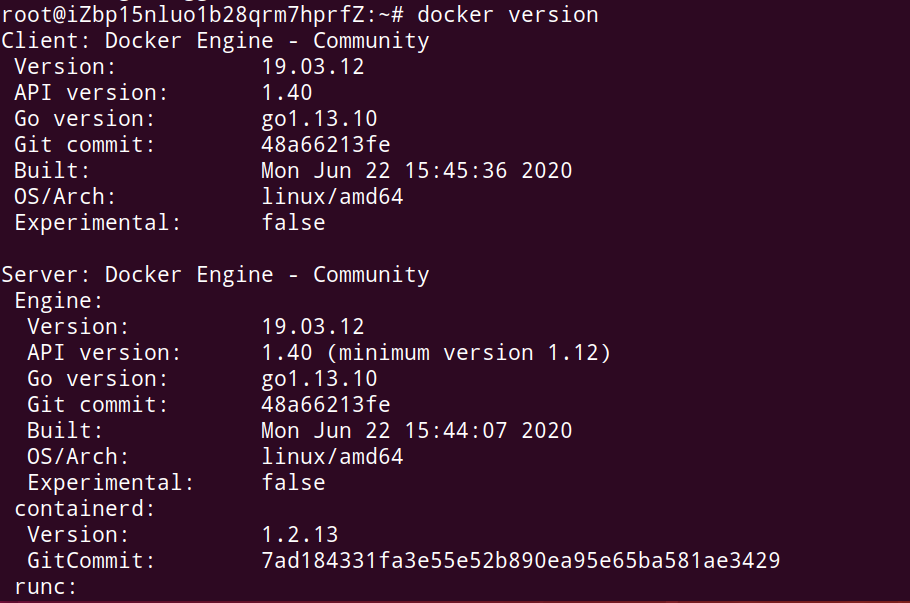 root@iZbp15nluo1b28qrm7hprfZ:~# docker version
Client: Docker Engine - Community
 Version:           19.03.12
 API version:       1.40
 Go version:        go1.13.10
 Git commit:        48a66213fe
 Built:             Mon Jun 22 15:45:36 2020
 OS/Arch:           linux/amd64
 Experimental:      false

Server: Docker Engine - Community
 Engine:
  Version:          19.03.12
  API version:      1.40 (minimum version 1.12)
  Go version:       go1.13.10
  Git commit:       48a66213fe
  Built:            Mon Jun 22 15:44:07 2020
  OS/Arch:          linux/amd64
  Experimental:     false
 containerd:
  Version:          1.2.13
  GitCommit:        7ad184331fa3e55e52b890ea95e65ba581ae3429
 runc: